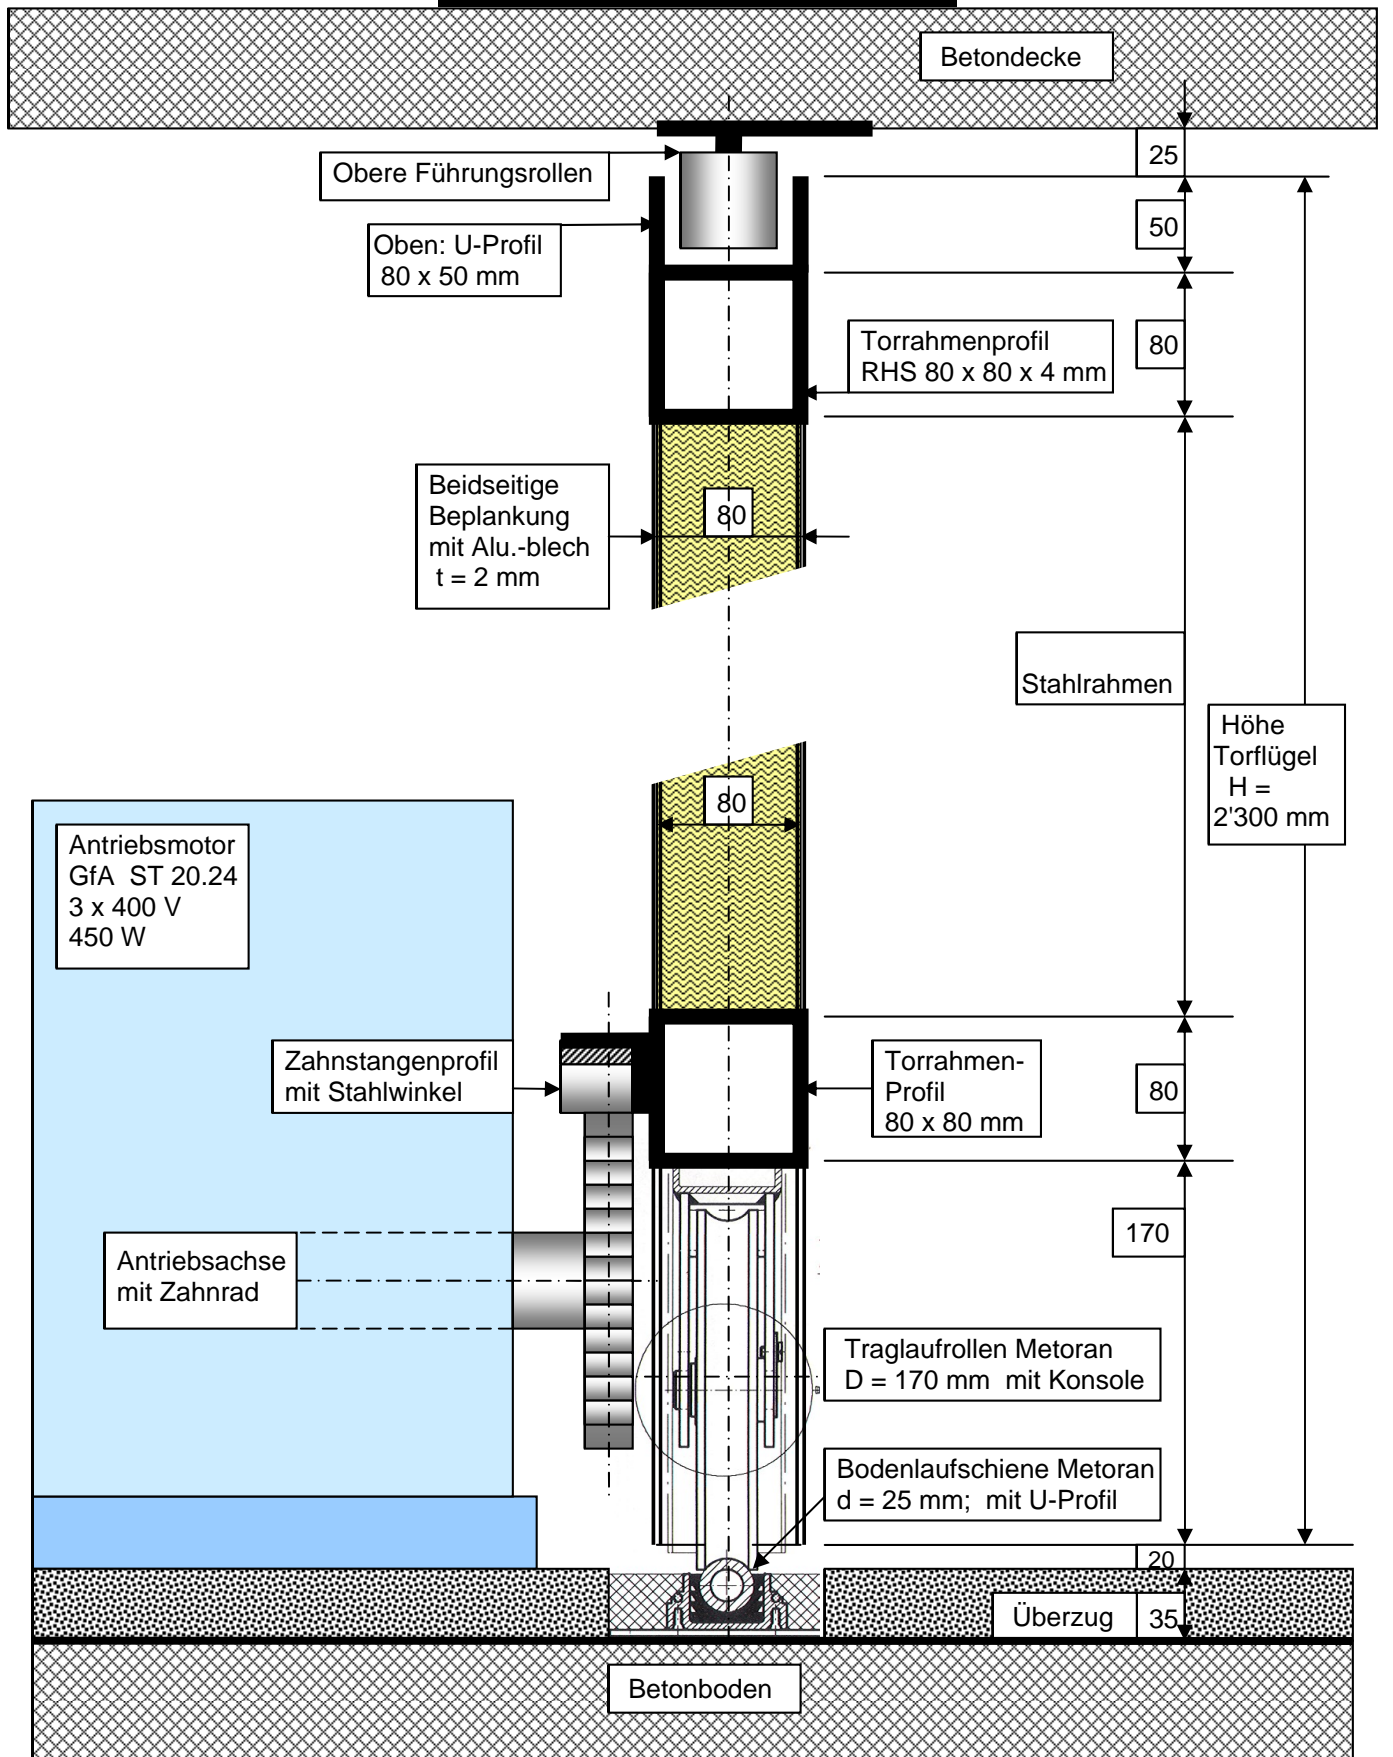 Betondecke
25
Obere Führungsrollen
50
Oben: U-Profil
80 x 50 mm
Torrahmenprofil
RHS 80 x 80 x 4 mm
80
Beidseitige
Beplankung
mit Alu.-blech
t = 2 mm
80
Stahlrahmen
Höhe
Torflügel
H =
2'300 mm
80
Antriebsmotor
GfA ST 20.24
3 x 400 V
450 W
Zahnstangenprofil
mit Stahlwinkel
Torrahmen-
Profil
80 x 80 mm
80
170
Antriebsachse
mit Zahnrad
Traglaufrollen Metoran
D = 170 mm mit Konsole
Bodenlaufschiene Metoran
d = 25 mm; mit U-Profil
20
Überzug
35
Betonboden